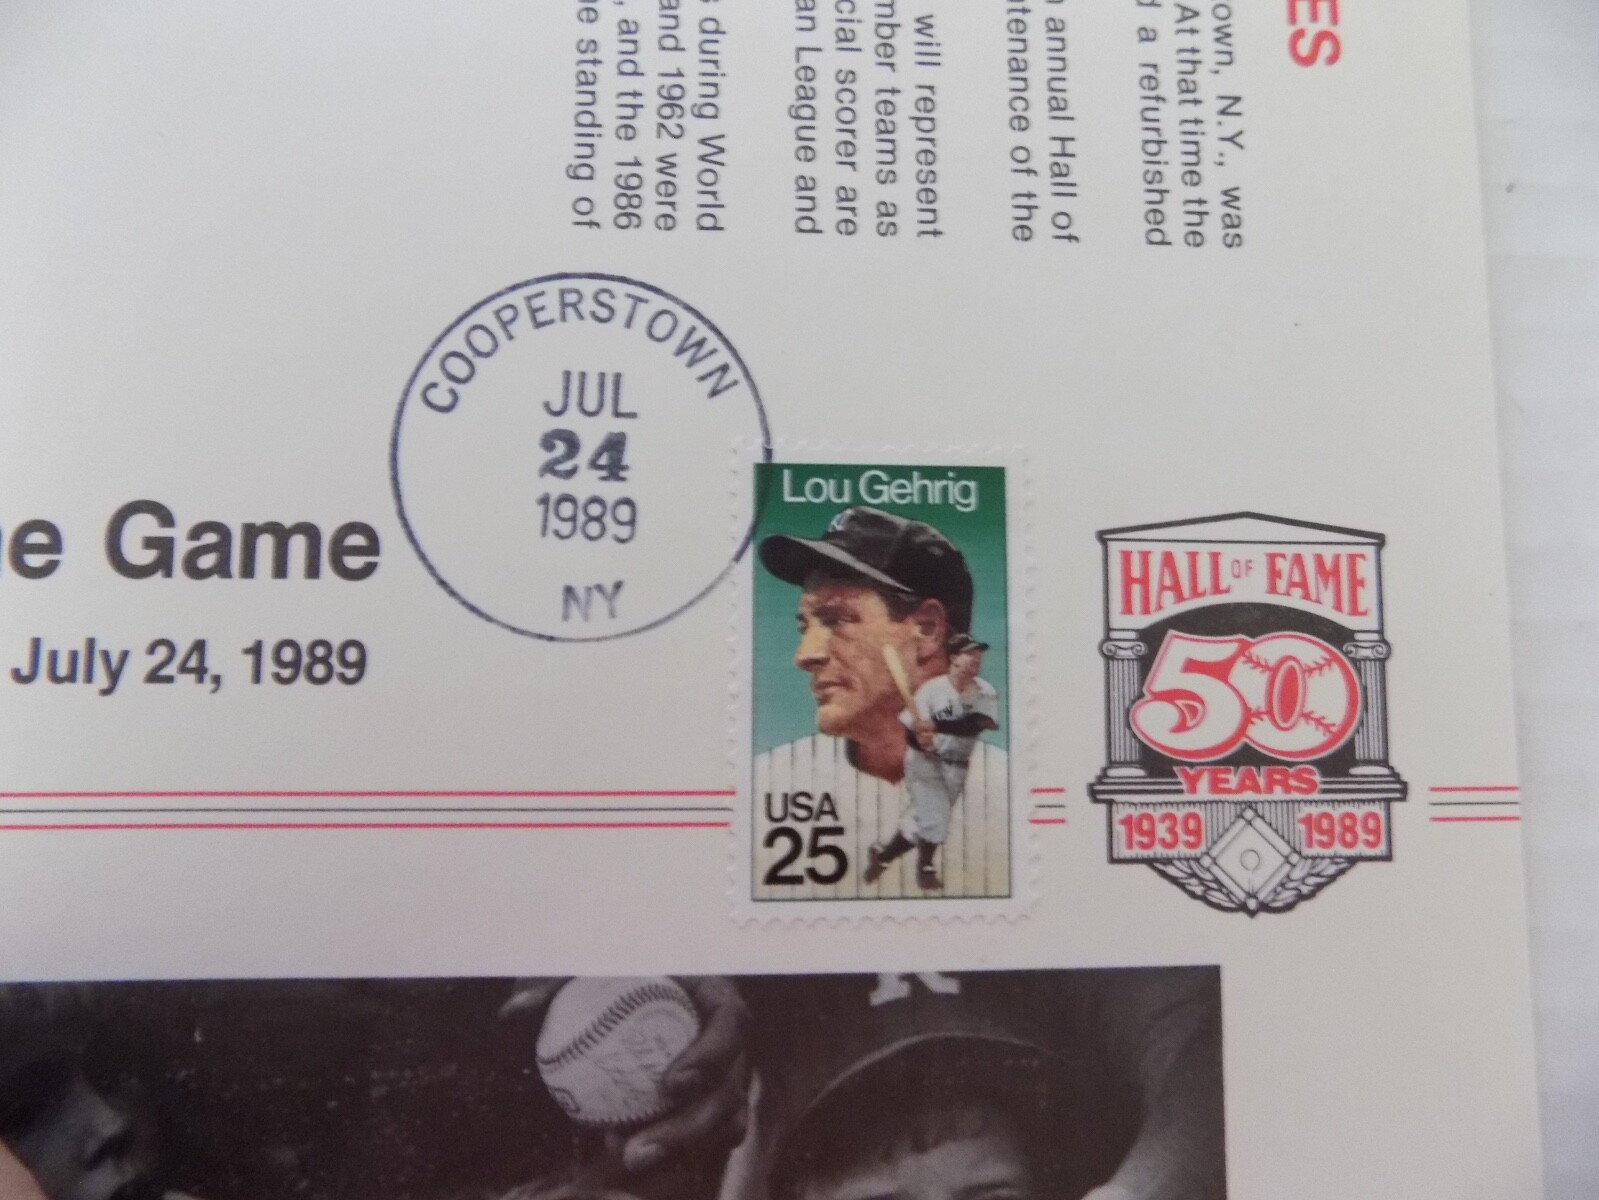 ES
own, N.Y., was
At that time the
a refurbished
annual Hall of
tenance of the
will represent
mber teams as
cial scorer are
an League and
during World
and 1962 were
, and the 1986
e standing of
COOPERSTOWN
JUL
24
1989
NY
e Game
July 24, 1989
Lou Gehrig
USA
25
HALL OF FAME
50
YEARS
1939 1989